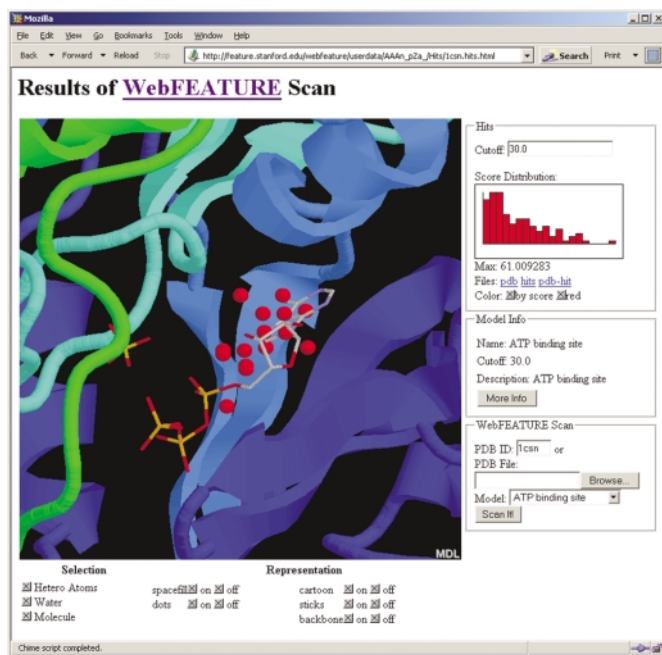 Mozilla
File Edit View Go Bookmarks Tools Window Help
Back Forward Reload Stop http://feature.stanford.edu/webfeature/userdata/AAAn_pZa_/Hits/1csn.hits.html Search Print
Results of WebFEATURE Scan
Hits
Cutoff: 30.0
Score Distribution:
Max: 61.009283
Files: pdb hits pdb-hit
Color: by score red
Model Info
Name: ATP binding site
Cutoff: 30.0
Description: ATP binding site
More Info
WebFEATURE Scan
PDB ID: 1csn or
PDB File:
Browse...
Model: ATP binding site
Scan It!
MDL
Selection Representation
Hetero Atoms spacefill on off cartoon on off
Water dots on off sticks on off
Molecule backbone on off
Chime script completed.